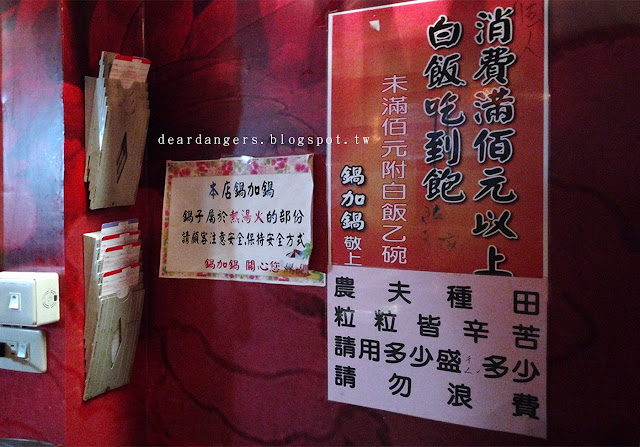 deardangers.blogspot.tw
本店鍋加鍋
鍋子屬於熱湯火的部份
請顧客注意安全,保持安全方式
鍋加鍋 關心您
消費滿佰元以上
白飯吃到飽
未滿佰元附白飯乙碗
鍋加鍋 敬上
農夫種田
粒粒皆辛苦
請用多少盛多少
請勿浪費